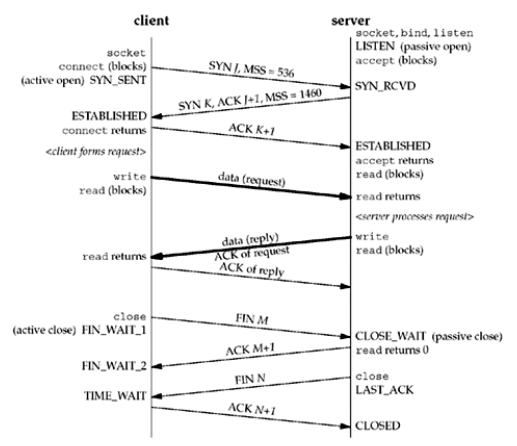 client
server
socket
connect (blocks)
(active open) SYN_SENT
socket, bind, listen
LISTEN (passive open)
accept (blocks)
SYN J, MSS = 536
SYN_RCVD
SYN K, ACK J+1, MSS = 1460
ESTABLISHED
connect returns
ACK K+1
<client forms request>
ESTABLISHED
accept returns
read (blocks)
write
read (blocks)
data (request)
read returns
<server processes request>
data (reply)
ACK of request
write
read (blocks)
read returns
ACK of reply
close
(active close) FIN_WAIT_1
FIN M
CLOSE_WAIT (passive close)
read returns 0
ACK M+1
FIN_WAIT_2
FIN N
close
LAST_ACK
TIME_WAIT
ACK N+1
CLOSED